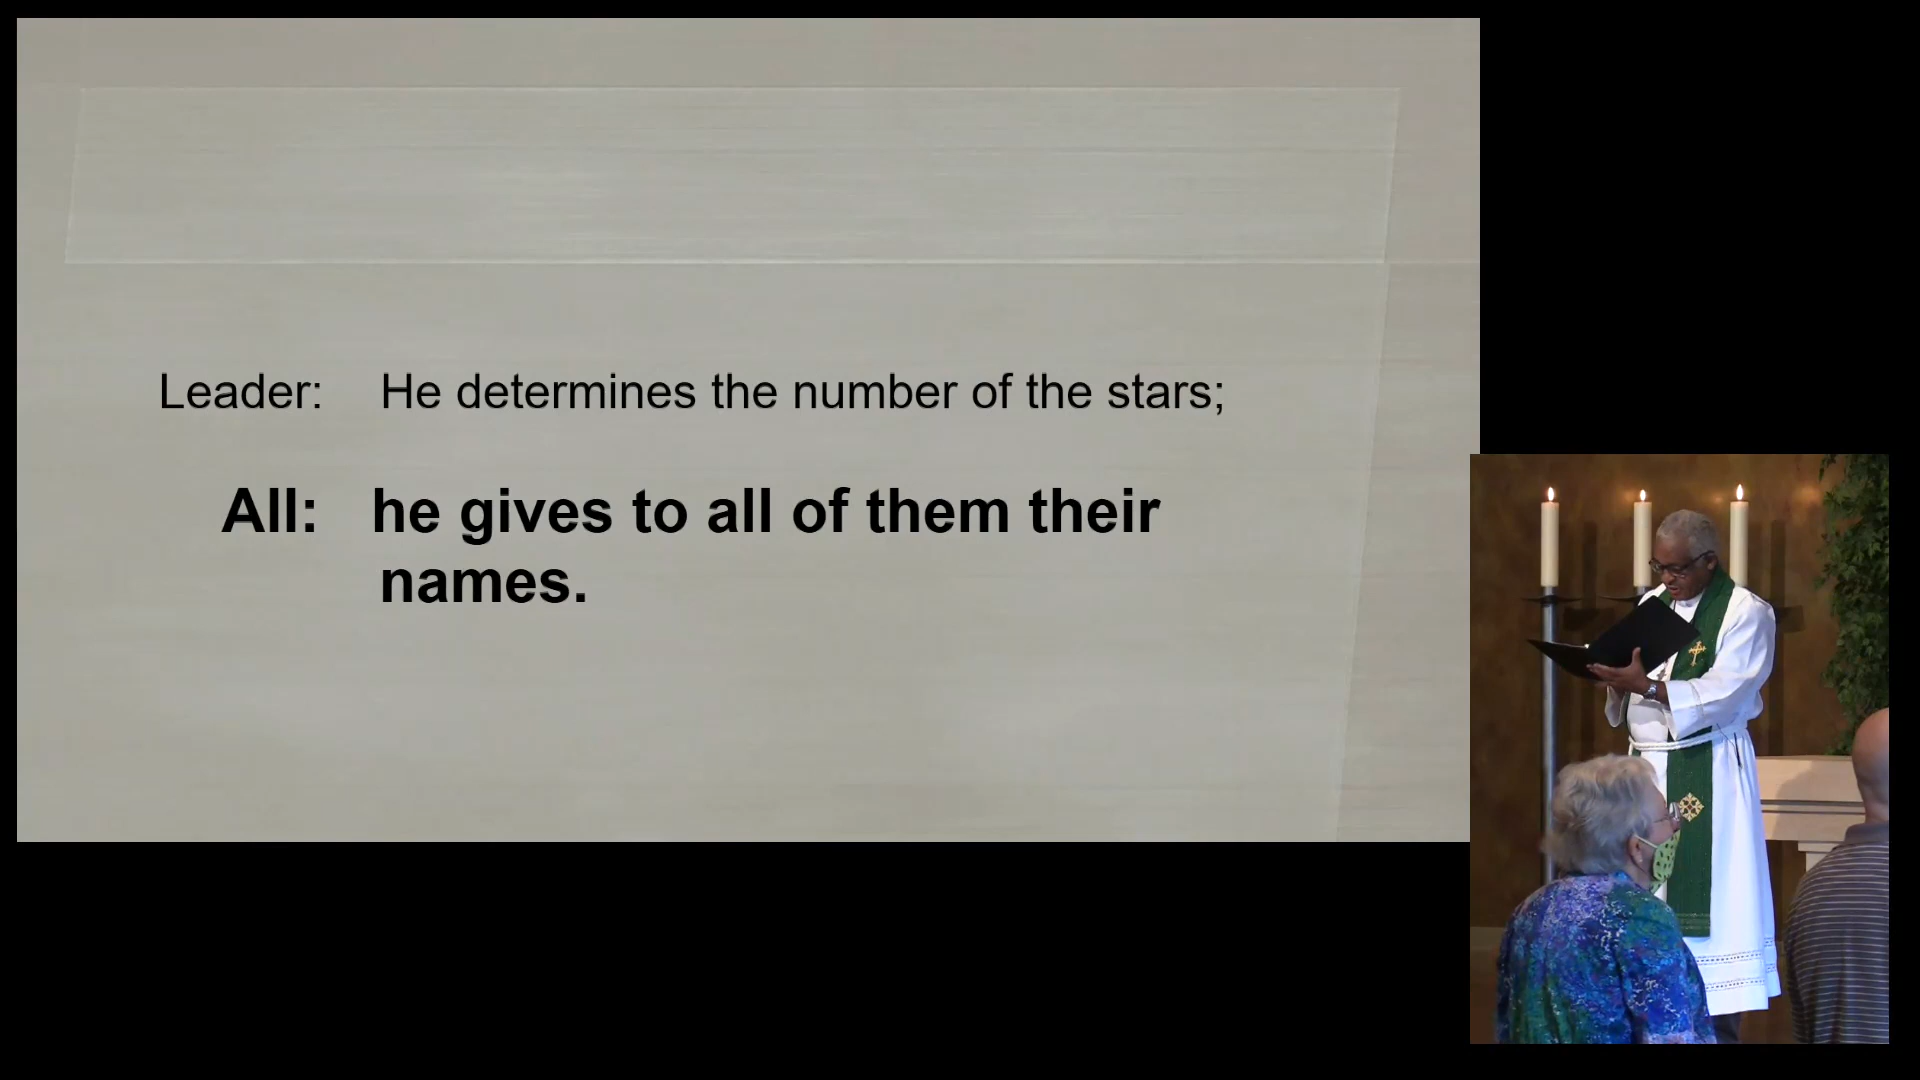 Leader: He determines the number of the stars;
All: he gives to all of them their
names.